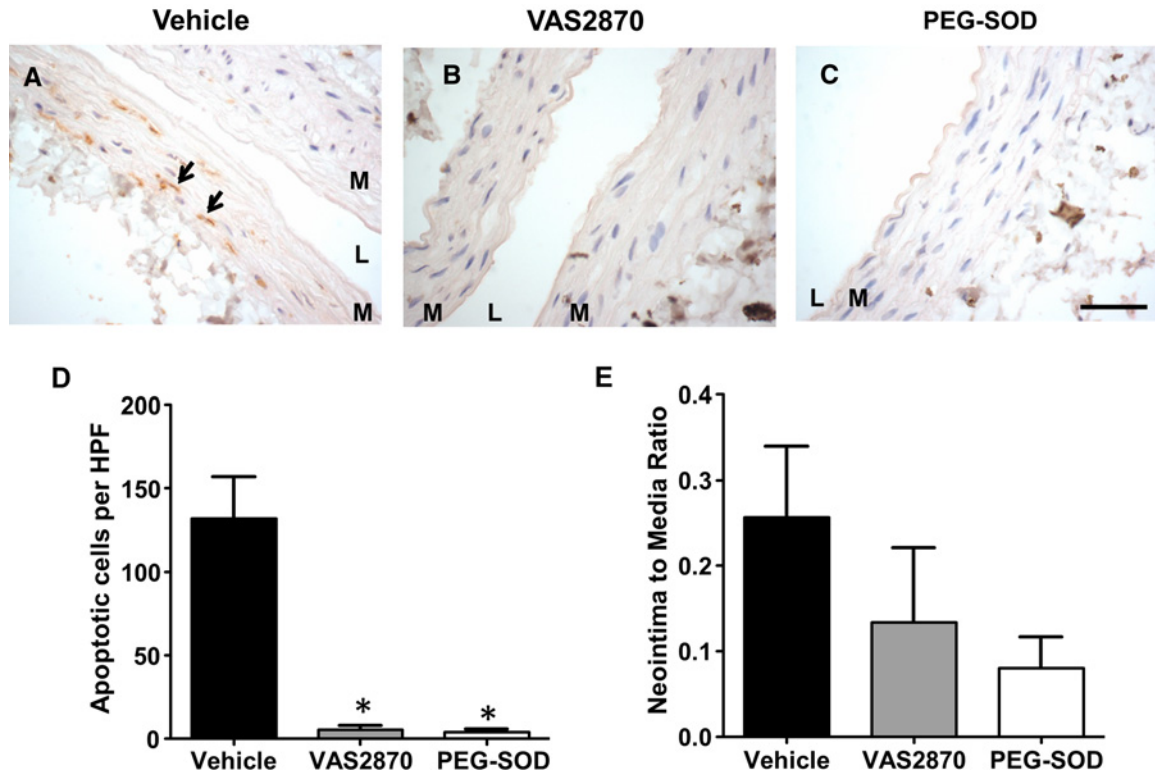 Vehicle
VAS2870
PEG-SOD
A
M
L
M
B
M
L
M
C
L
M
D
Apoptotic cells per HPF
200
150
100
50
0
*
*
Vehicle
VAS2870
PEG-SOD
E
Neointima to Media Ratio
0.4
0.3
0.2
0.1
0.0
Vehicle
VAS2870
PEG-SOD